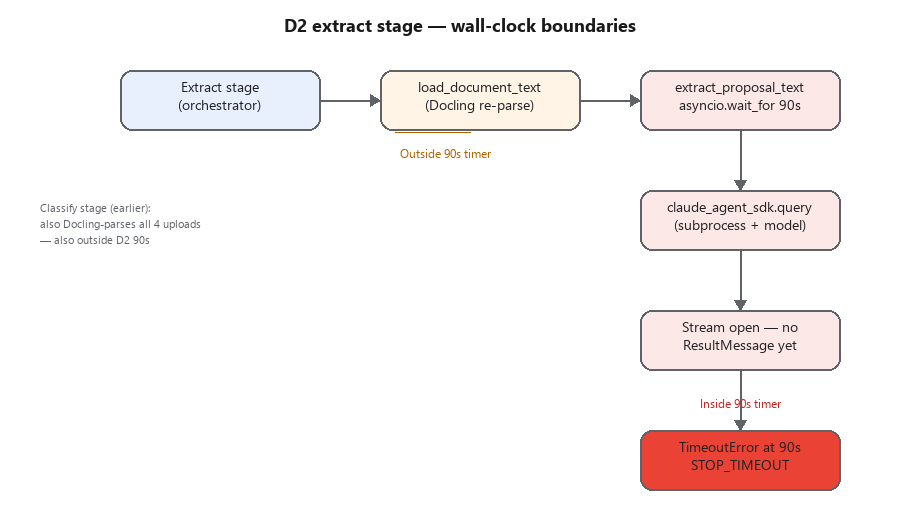 D2 extract stage — wall-clock boundaries
Extract stage
(orchestrator)
load_document_text
(Docling re-parse)
extract_proposal_text
asyncio.wait_for 90s
Outside 90s timer
claude_agent_sdk.query
(subprocess + model)
Classify stage (earlier):
also Docling-parses all 4 uploads
— also outside D2 90s
Stream open — no
ResultMessage yet
Inside 90s timer
TimeoutError at 90s
STOP_TIMEOUT